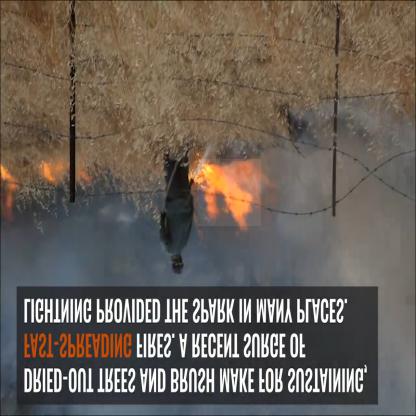 DRIED-OUT TREES AND BRUSH MAKE FOR SUSTAINING,
FAST-SPREADING FIRES. A RECENT SURGE OF
LIGHTNING PROVIDED THE SPARK IN MANY PLACES.